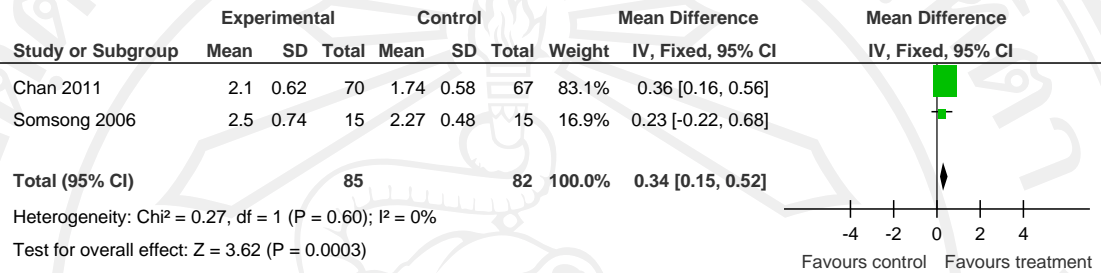 Experimental Control Mean Difference Mean Difference
Study or Subgroup Mean SD Total Mean SD Total Weight IV, Fixed, 95% CI IV, Fixed, 95% CI
Chan 2011 2.1 0.62 70 1.74 0.58 67 83.1% 0.36 [0.16, 0.56]
Somsong 2006 2.5 0.74 15 2.27 0.48 15 16.9% 0.23 [-0.22, 0.68]
Total (95% CI) 85 82 100.0% 0.34 [0.15, 0.52]
Heterogeneity: Chi² = 0.27, df = 1 (P = 0.60); I² = 0%
Test for overall effect: Z = 3.62 (P = 0.0003)
-4 -2 0 2 4
Favours control Favours treatment